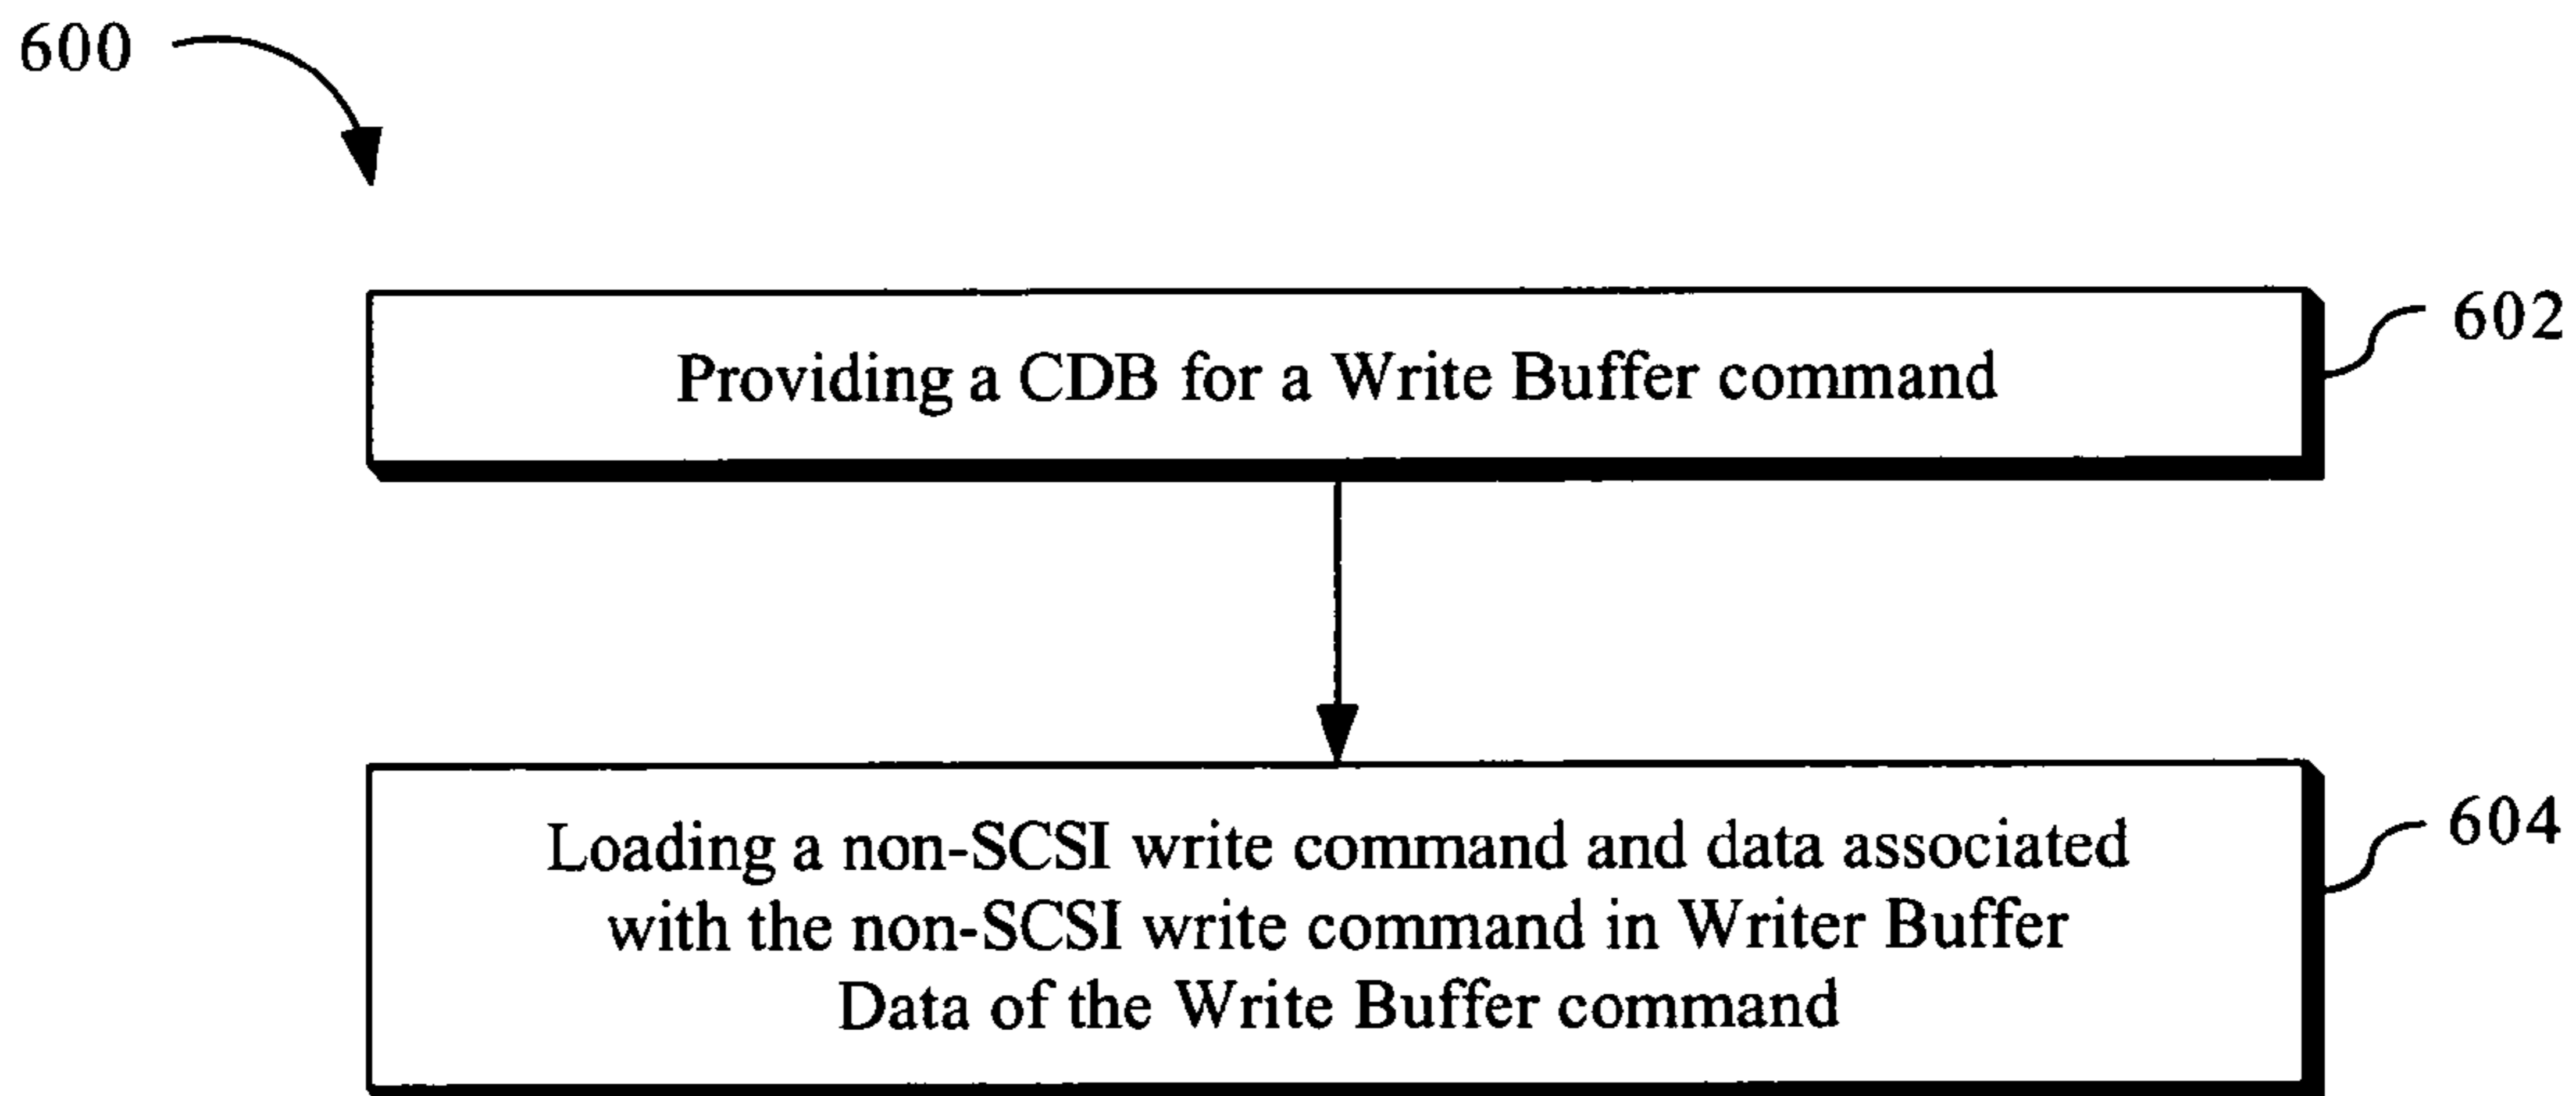 600
Providing a CDB for a Write Buffer command
602
Loading a non-SCSI write command and data associated
with the non-SCSI write command in Writer Buffer
Data of the Write Buffer command
604